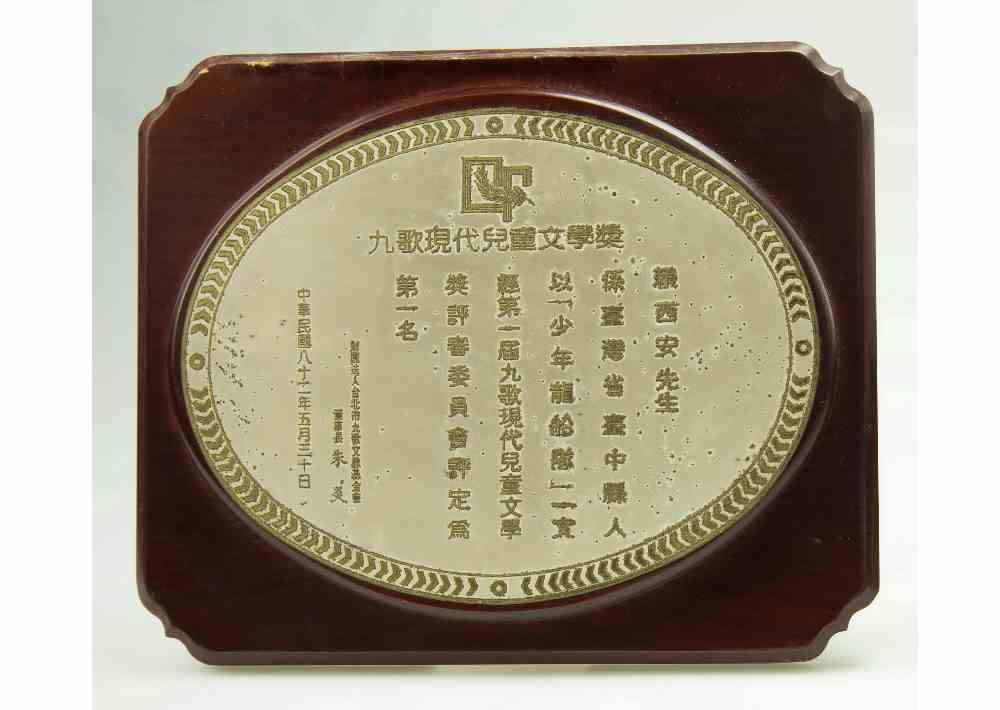 九歌現代兒童文學獎
賴西安先生
係臺灣省臺中縣人
以「少年龍船隊」一書
經第一屆九歌現代兒童文學
獎評審委員會評定為
第一名
財團法人台北市九歌文教基金會
董事長 朱炎
中華民國八十二年五月三十日